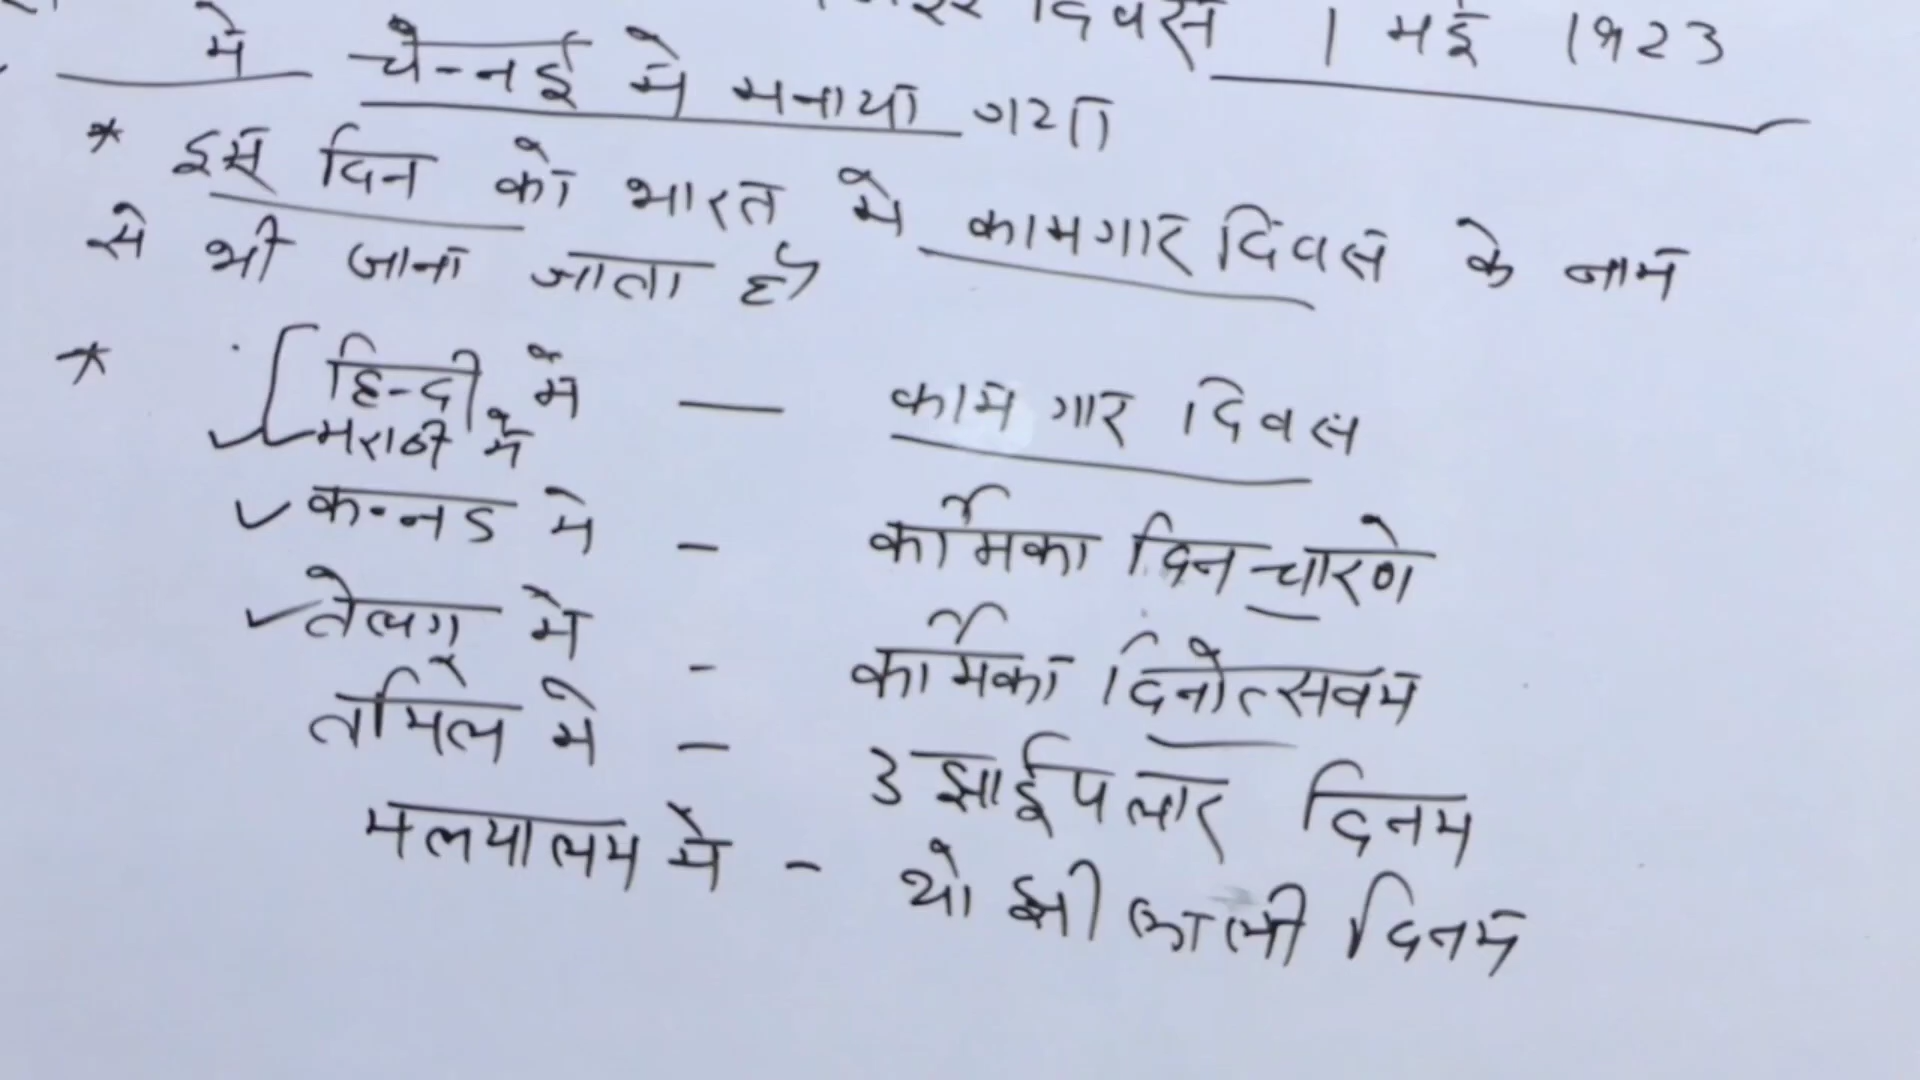 दिवस 1 मई 1923
में चेन्नई में मनाया गया
* इस दिन को भारत मे कामगार दिवस के नाम
से भी जाना जाता है
* हिन्दी में — कामगार दिवस
मराठी में
कन्नड मे - कार्मिका दिनचारणे
तेलगू मे - कार्मिका दिनोत्सवम
तमिल मे - उझाईपलार दिनम
मलयालम मे - थोझीलाली दिनम